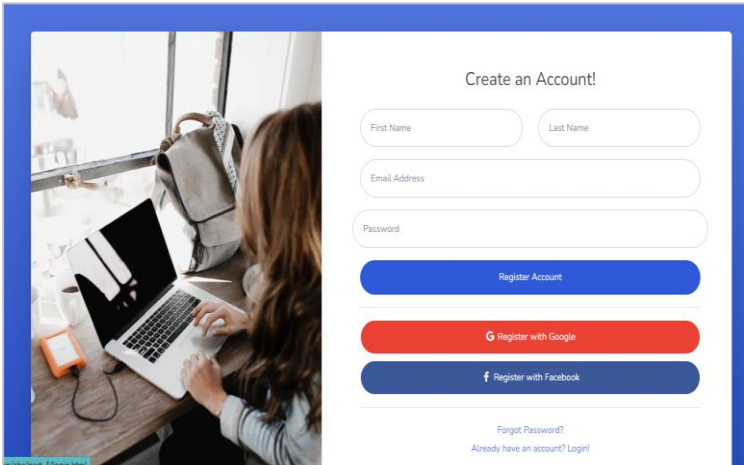 Create an Account!
First Name Last Name
Email Address
Password
Register Account
G Register with Google
f Register with Facebook
Forgot Password?
Already have an account? Login!